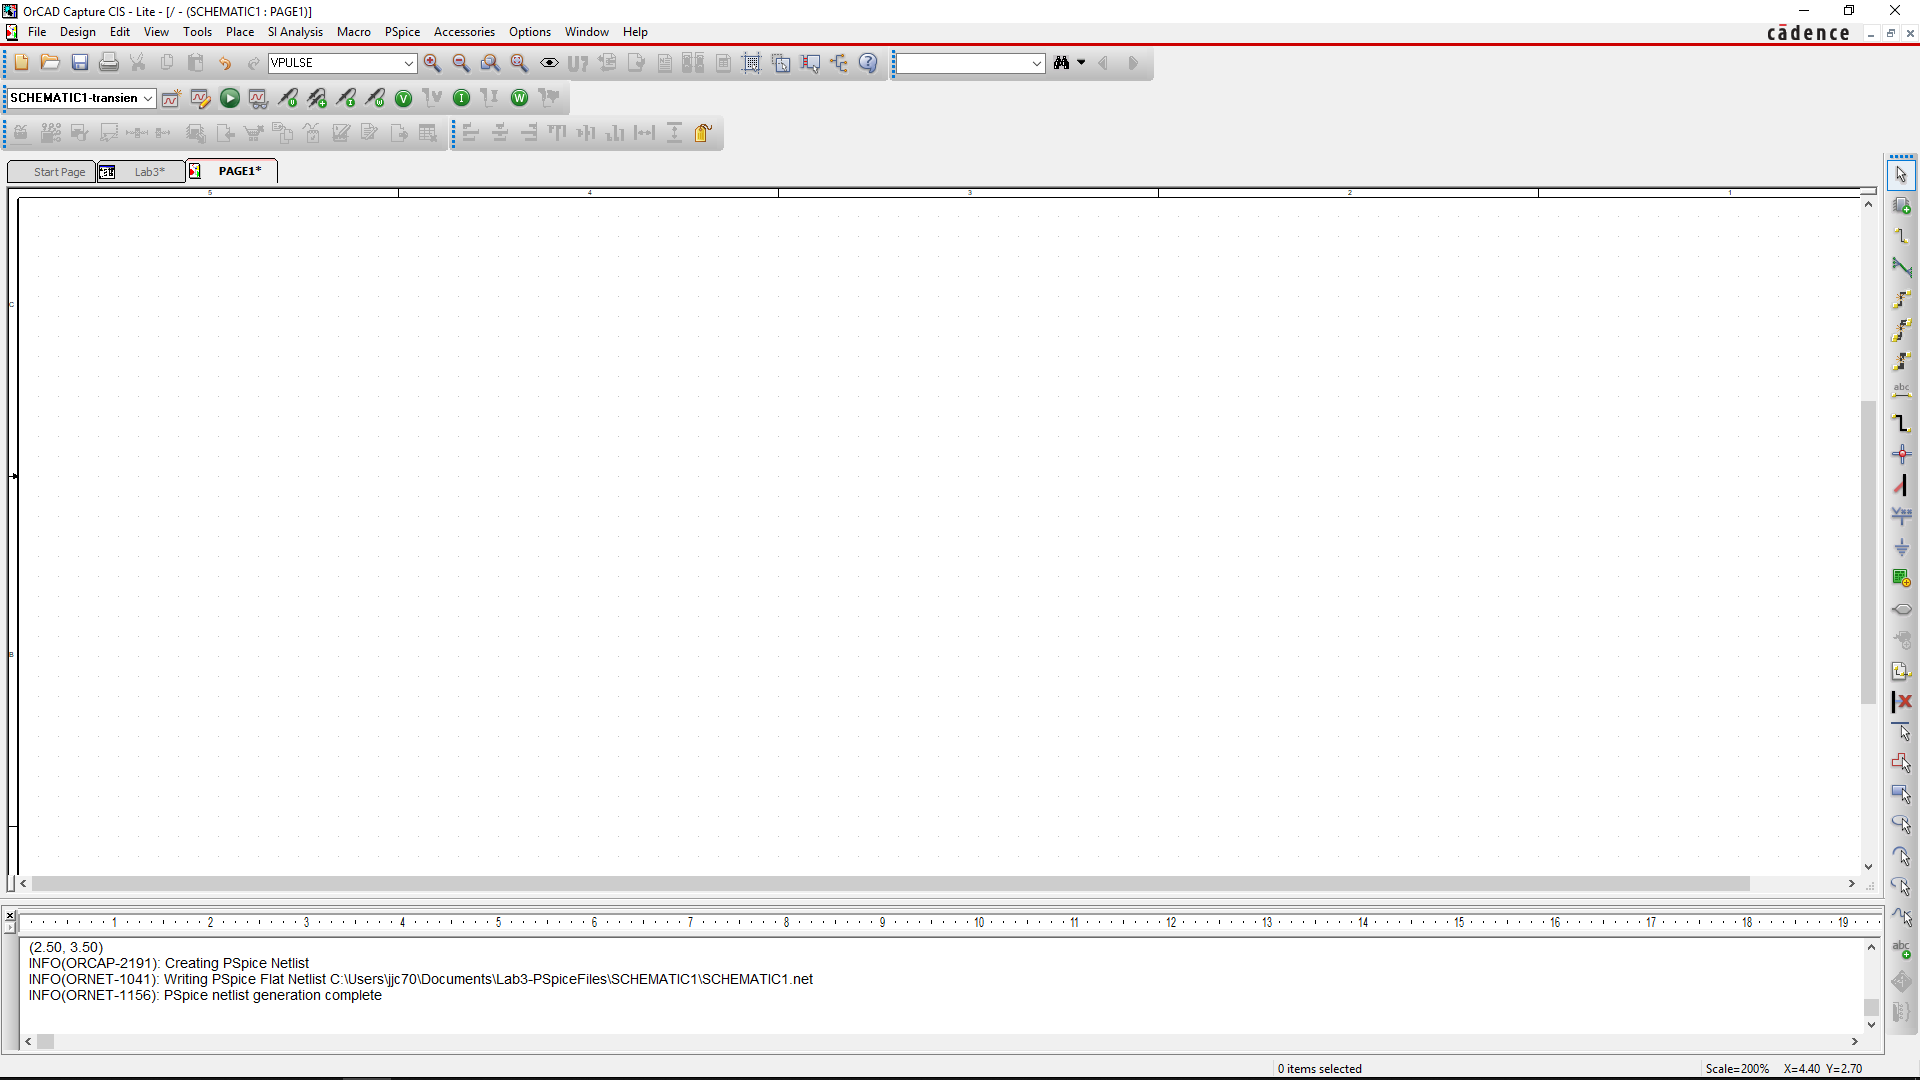 OrCAD Capture CIS - Lite - [/ - (SCHEMATIC1 : PAGE1)]
File Design Edit View Tools Place SI Analysis Macro PSpice Accessories Options Window Help
cādence
VPULSE
SCHEMATIC1-transien
Start Page Lab3* PAGE1*
5 4 3 2 1
C
B
abc
abc
1 2 3 4 5 6 7 8 9 10 11 12 13 14 15 16 17 18 19
(2.50, 3.50)
INFO(ORCAP-2191): Creating PSpice Netlist
INFO(ORNET-1041): Writing PSpice Flat Netlist C:\Users\jjc70\Documents\Lab3-PSpiceFiles\SCHEMATIC1\SCHEMATIC1.net
INFO(ORNET-1156): PSpice netlist generation complete
0 items selected
Scale=200% X=4.40 Y=2.70